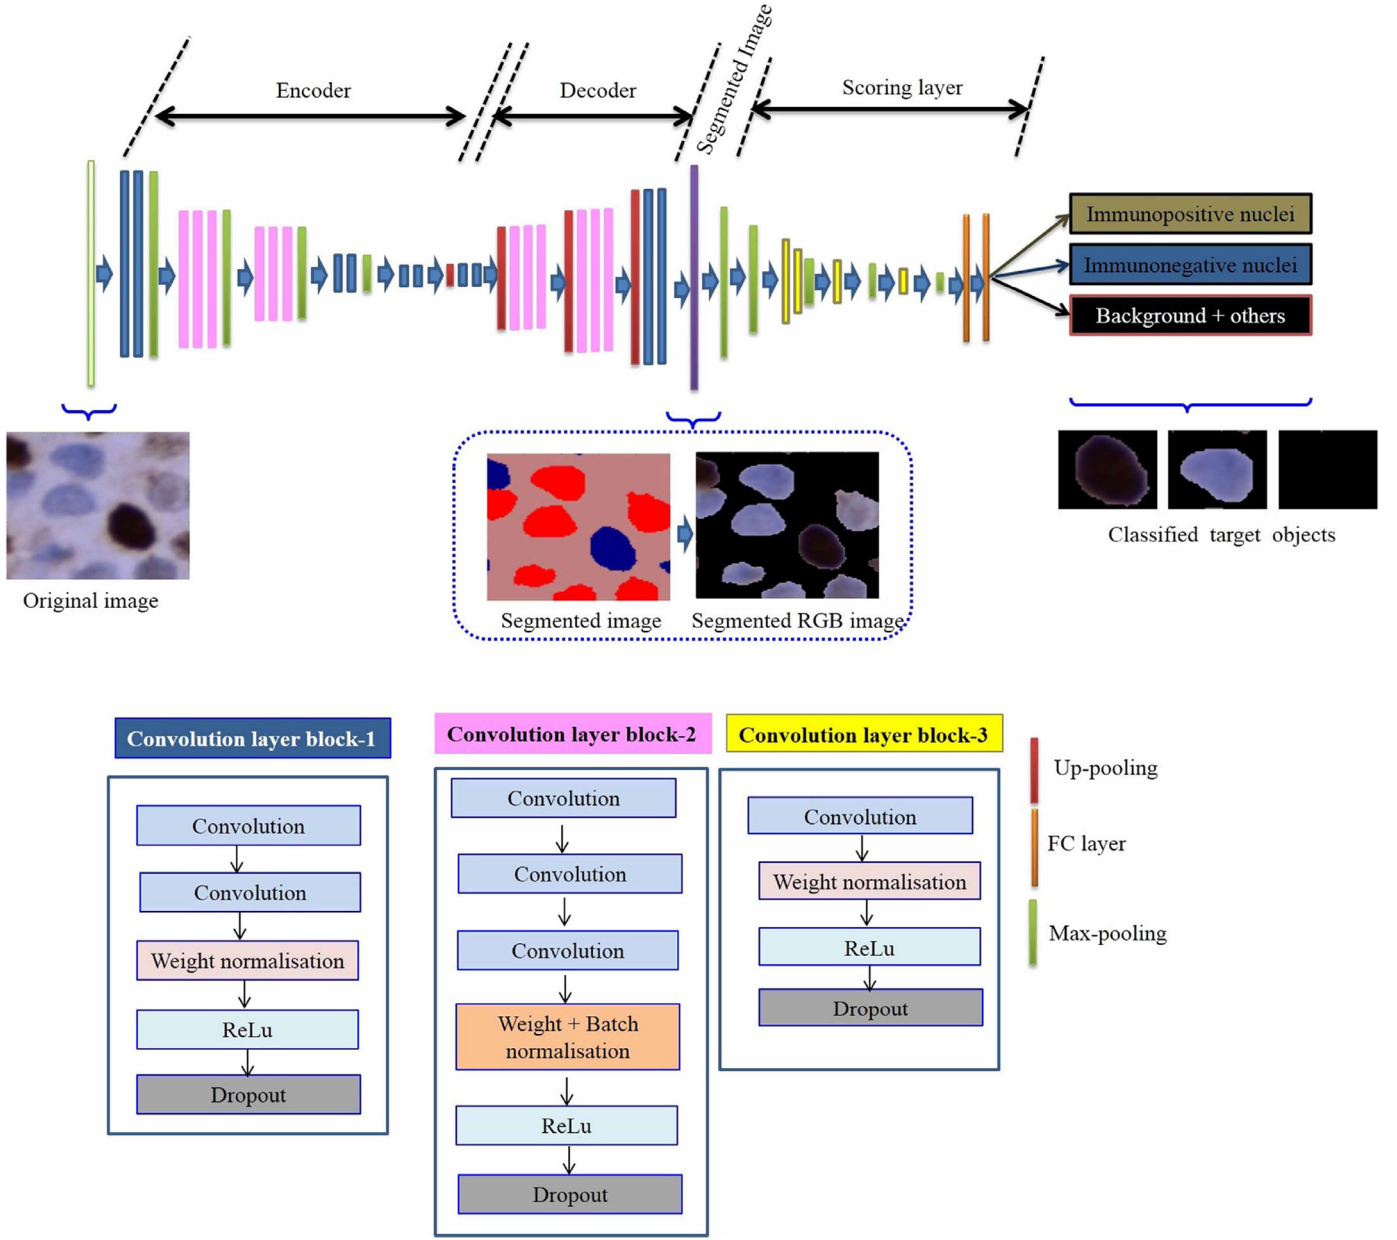 Encoder
Decoder
Segmented Image
Scoring layer
Immunopositive nuclei
Immunonegative nuclei
Background + others
Original image
Segmented image
Segmented RGB image
Classified target objects
Convolution layer block-1
Convolution
Convolution
Weight normalisation
ReLu
Dropout
Convolution layer block-2
Convolution
Convolution
Convolution
Weight + Batch
normalisation
ReLu
Dropout
Convolution layer block-3
Convolution
Weight normalisation
ReLu
Dropout
Up-pooling
FC layer
Max-pooling